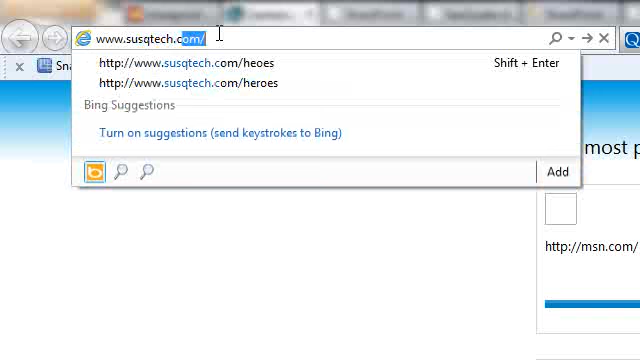 www.susqtech.com/
http://www.susqtech.com/heoes Shift + Enter
http://www.susqtech.com/heroes
Bing Suggestions
Turn on suggestions (send keystrokes to Bing)
Add
Sna
most p
http://msn.com/